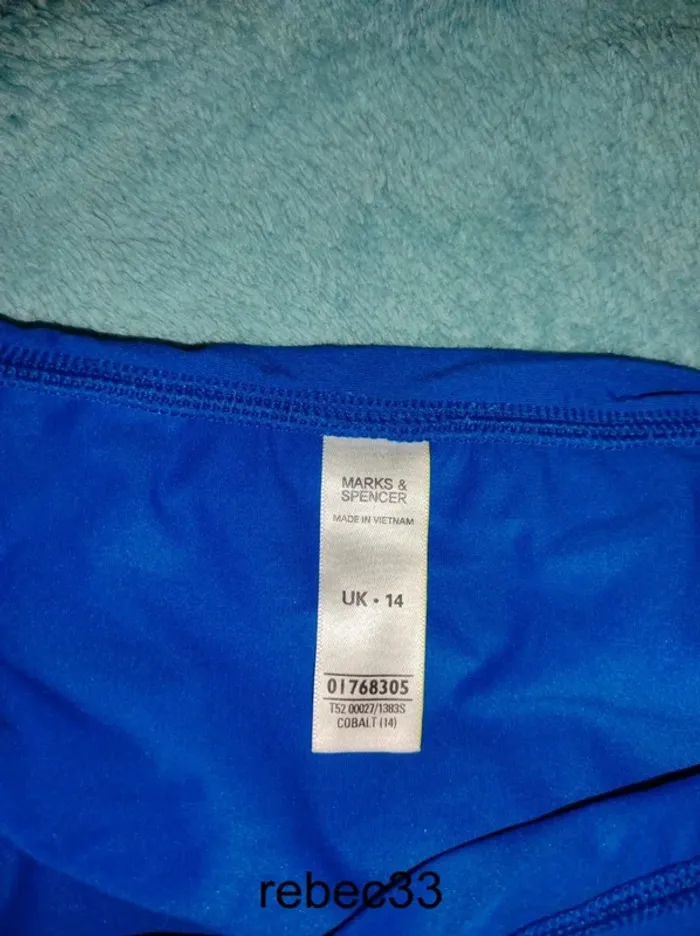 MARKS &
SPENCER
MADE IN VIETNAM
UK • 14
01768305
T52 00027/1383S
COBALT (14)
rebec33